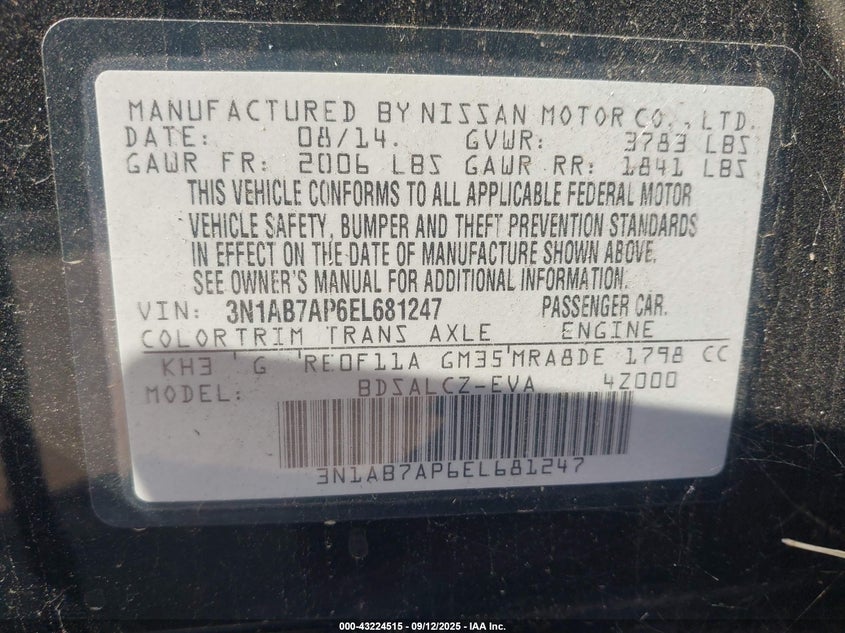 MANUFACTURED BY NISSAN MOTOR CO., LTD.
DATE: 08/14. GVWR: 3783 LBS
GAWR FR: 2006 LBS GAWR RR: 1841 LBS
THIS VEHICLE CONFORMS TO ALL APPLICABLE FEDERAL MOTOR
VEHICLE SAFETY, BUMPER AND THEFT PREVENTION STANDARDS
IN EFFECT ON THE DATE OF MANUFACTURE SHOWN ABOVE.
SEE OWNER'S MANUAL FOR ADDITIONAL INFORMATION.
VIN: 3N1AB7AP6EL681247 PASSENGER CAR.
COLOR TRIM TRANS AXLE ENGINE
KH3 G RE0F11A GM35 MRA8DE 1798 CC
MODEL: BDSALCZ-EVA 4Z000
3N1AB7AP6EL681247
000-43224515 - 09/12/2025 - IAA Inc.